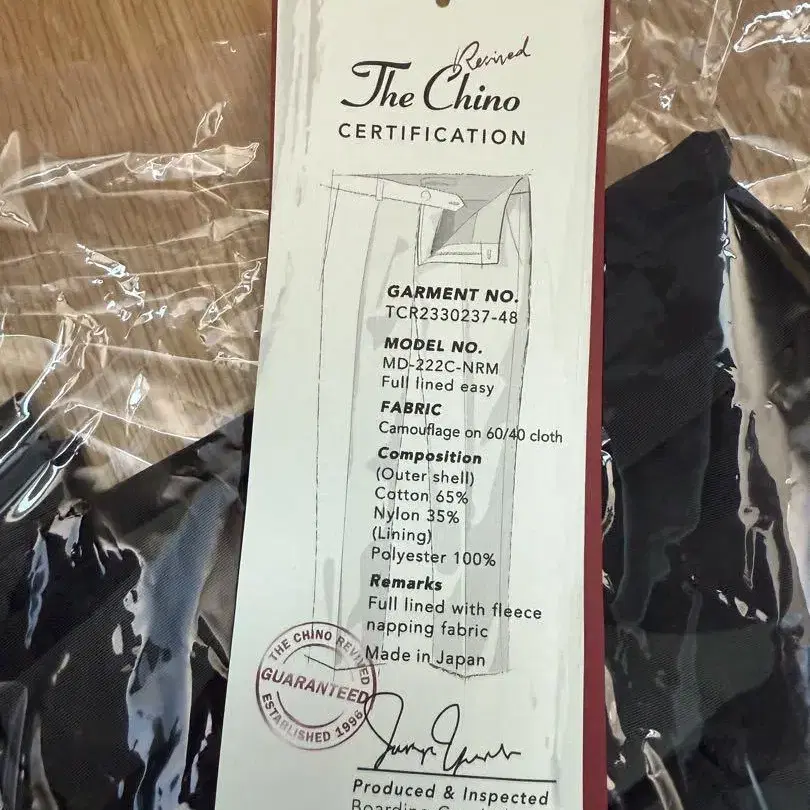 Revived
The Chino
CERTIFICATION
GARMENT NO.
TCR2330237-48
MODEL NO.
MD-222C-NRM
Full lined easy
FABRIC
Camouflage on 60/40 cloth
Composition
(Outer shell)
Cotton 65%
Nylon 35%
(Lining)
Polyester 100%
Remarks
Full lined with fleece
napping fabric
Made in Japan
THE CHINO REVIVED
GUARANTEED
ESTABLISHED 1996
Produced & Inspected